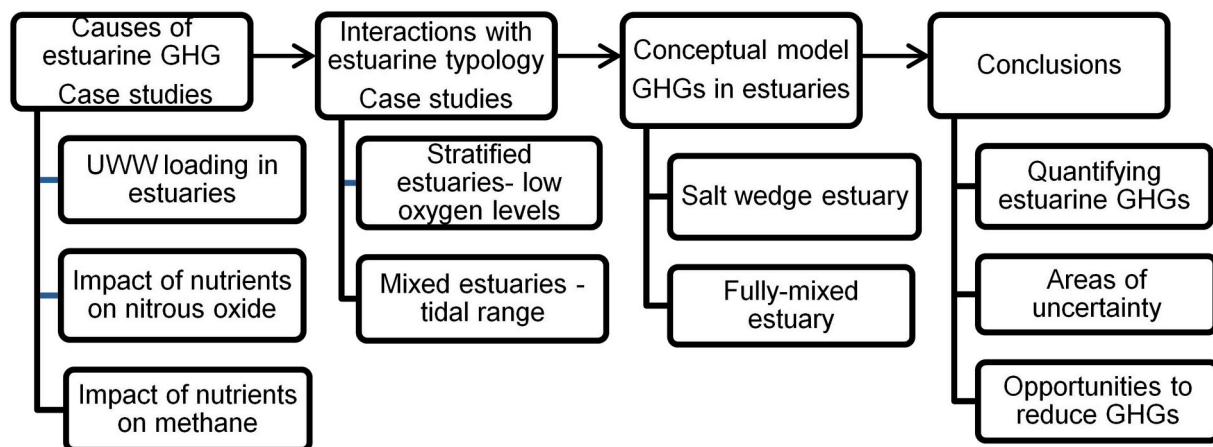 Causes of
estuarine GHG
Case studies
UWW loading in
estuaries
Impact of nutrients
on nitrous oxide
Impact of nutrients
on methane
Interactions with
estuarine typology
Case studies
Stratified
estuaries- low
oxygen levels
Mixed estuaries -
tidal range
Conceptual model
GHGs in estuaries
Salt wedge estuary
Fully-mixed
estuary
Conclusions
Quantifying
estuarine GHGs
Areas of
uncertainty
Opportunities to
reduce GHGs